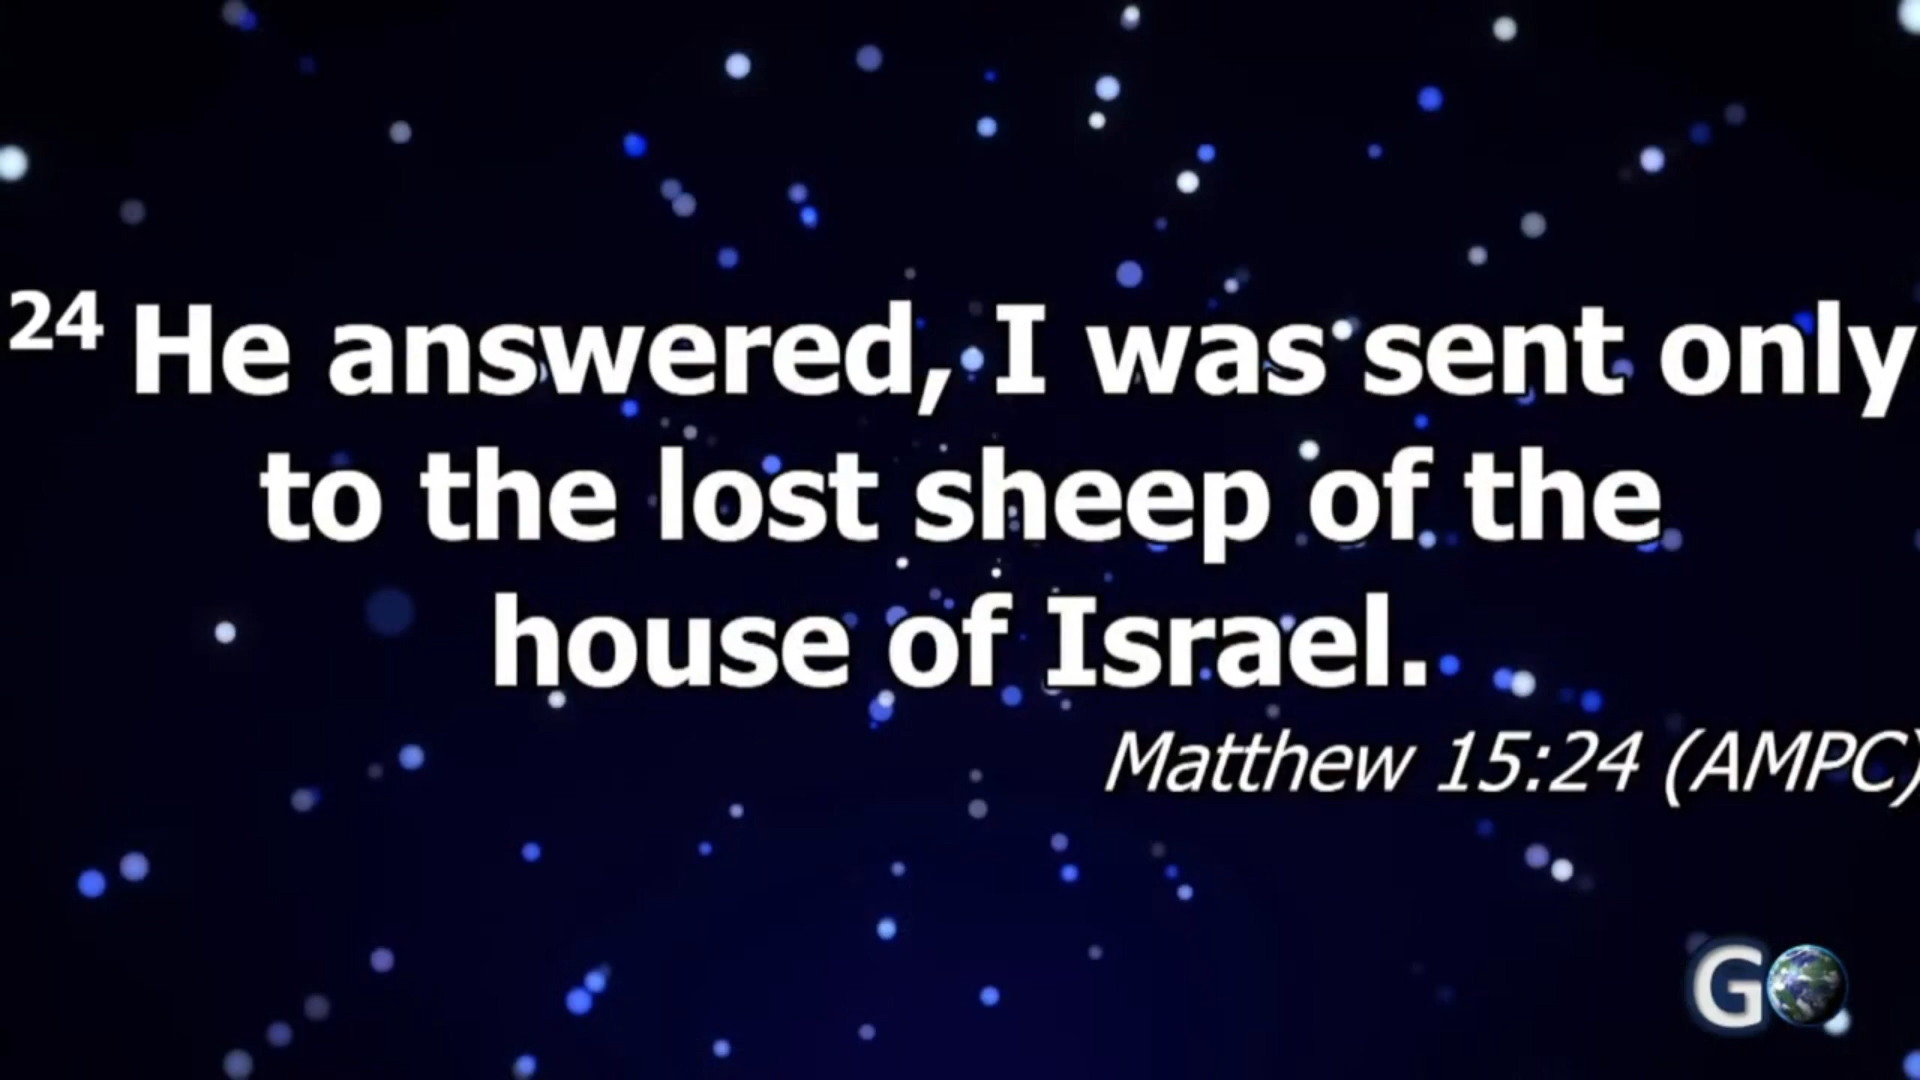 24 He answered, I was sent only
to the lost sheep of the
house of Israel.
Matthew 15:24 (AMPC)
GO